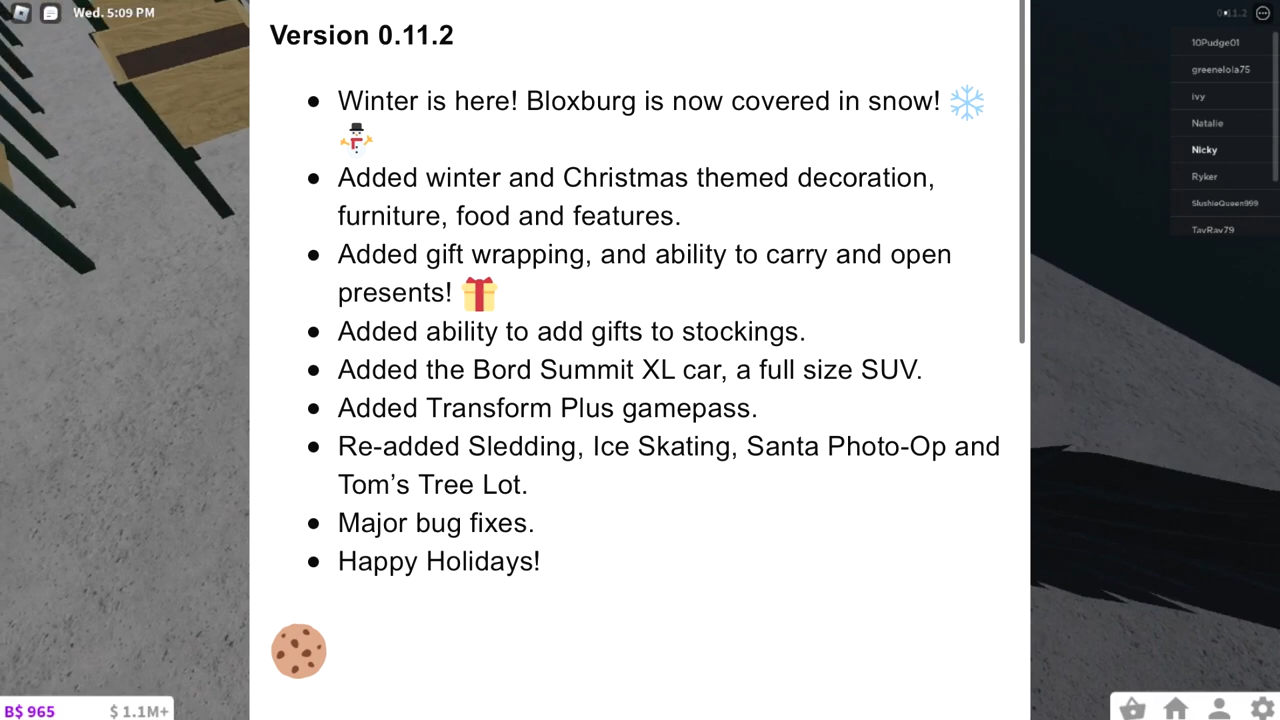 Wed. 5:09 PM
0.11.2
Version 0.11.2
• Winter is here! Bloxburg is now covered in snow! ❄️
⛄
• Added winter and Christmas themed decoration,
furniture, food and features.
• Added gift wrapping, and ability to carry and open
presents! 🎁
• Added ability to add gifts to stockings.
• Added the Bord Summit XL car, a full size SUV.
• Added Transform Plus gamepass.
• Re-added Sledding, Ice Skating, Santa Photo-Op and
Tom’s Tree Lot.
• Major bug fixes.
• Happy Holidays!
🍪
10Pudge01
greenelola75
ivy
Natalie
Nicky
Ryker
SlushieQueen999
TayRay79
B$ 965
$ 1.1M+